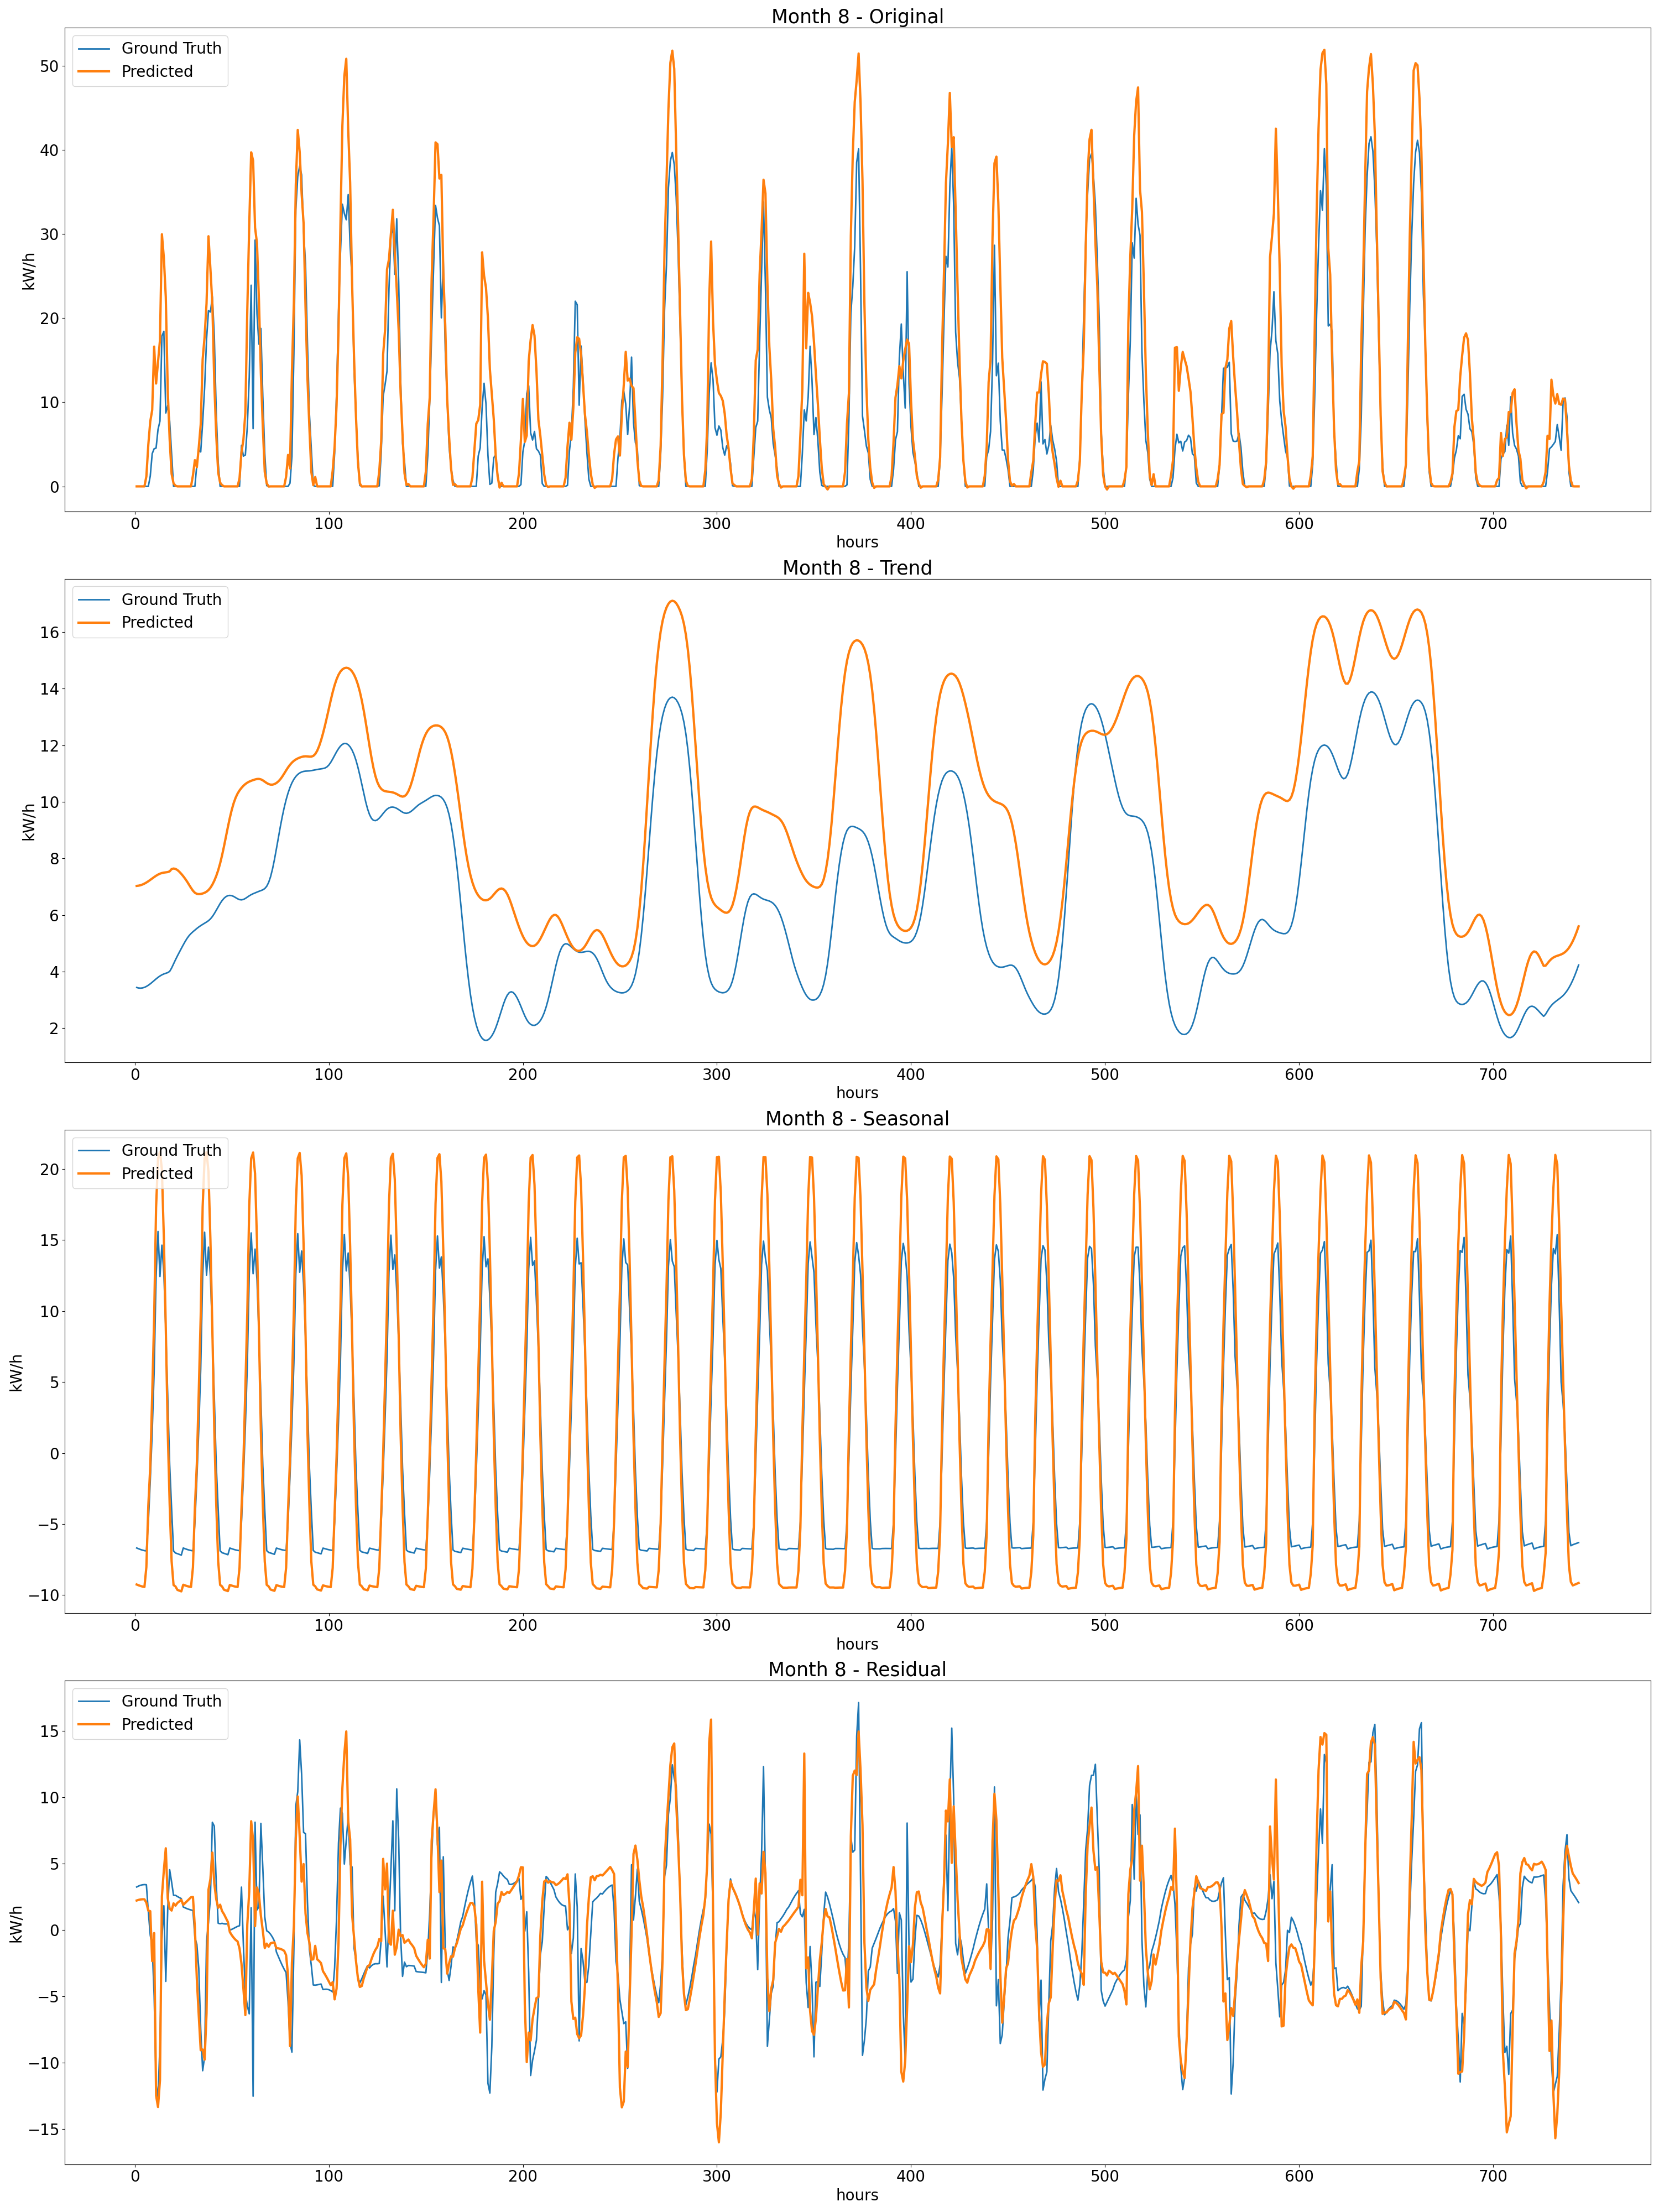 Month 8 - Original
Ground Truth
Predicted
kW/h
50
40
30
20
10
0
0 100 200 300 400 500 600 700
hours
Month 8 - Trend
Ground Truth
Predicted
kW/h
16
14
12
10
8
6
4
2
0 100 200 300 400 500 600 700
hours
Month 8 - Seasonal
Ground Truth
Predicted
kW/h
20
15
10
5
0
−5
−10
0 100 200 300 400 500 600 700
hours
Month 8 - Residual
Ground Truth
Predicted
kW/h
15
10
5
0
−5
−10
−15
0 100 200 300 400 500 600 700
hours